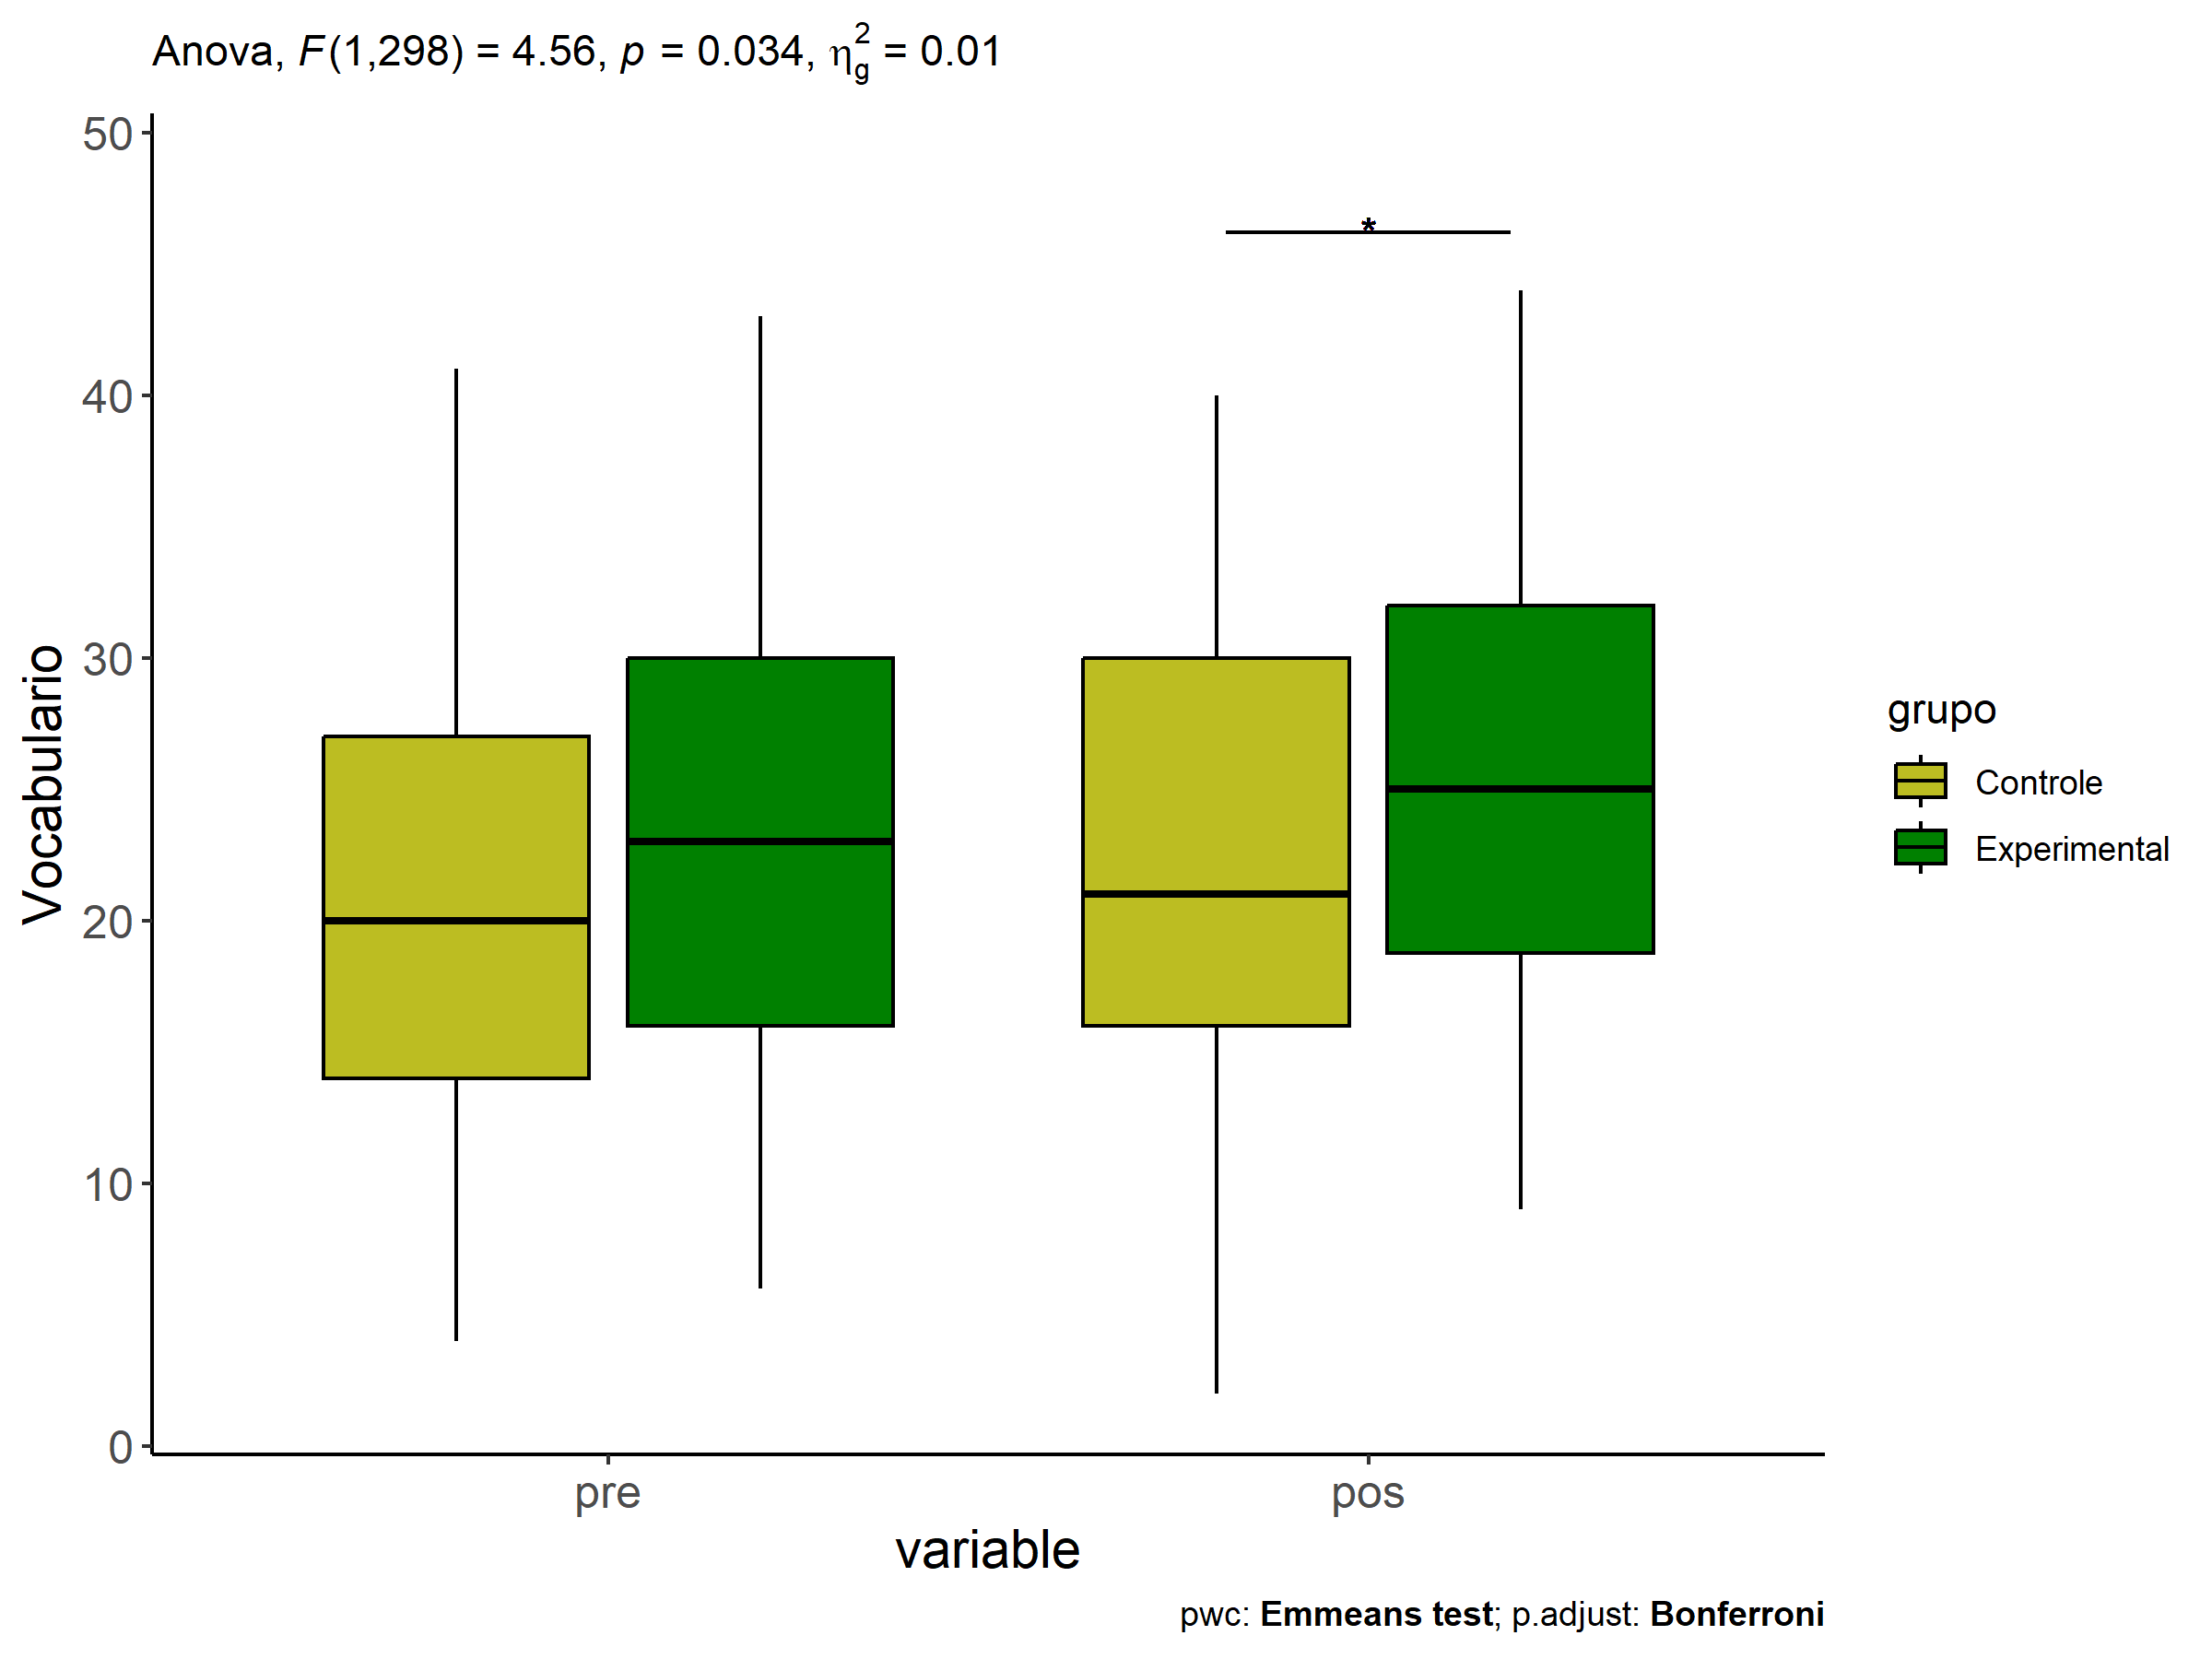 Anova, F(1,298) = 4.56, p = 0.034, η²g = 0.01
50
40
30
20
10
0
Vocabulario
*
pre
pos
variable
grupo
Controle
Experimental
pwc: Emmeans test; p.adjust: Bonferroni